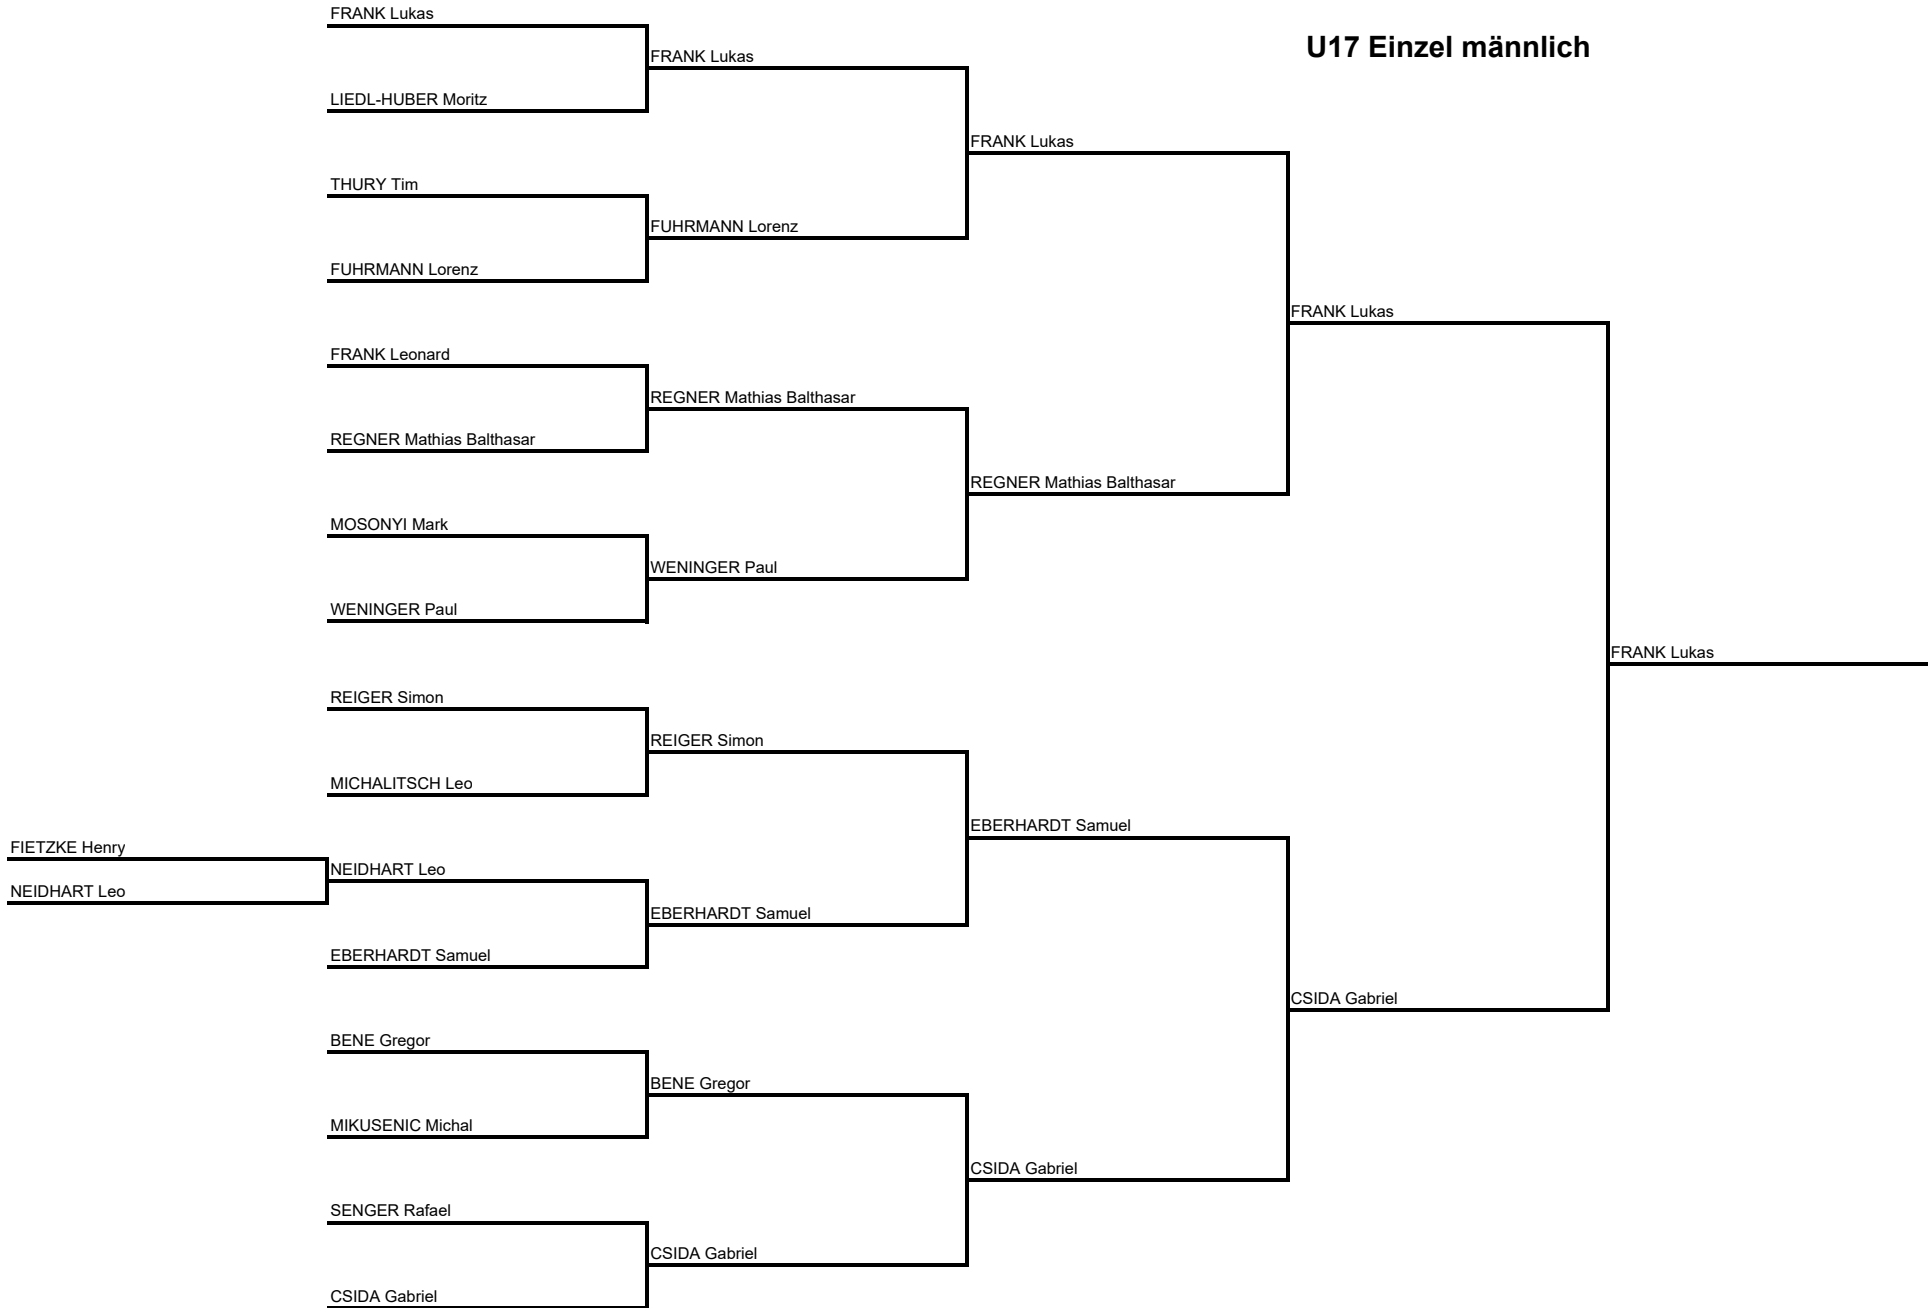 FRANK Lukas
U17 Einzel männlich
FRANK Lukas
LIEDL-HUBER Moritz
FRANK Lukas
THURY Tim
FUHRMANN Lorenz
FUHRMANN Lorenz
FRANK Lukas
FRANK Leonard
REGNER Mathias Balthasar
REGNER Mathias Balthasar
REGNER Mathias Balthasar
MOSONYI Mark
WENINGER Paul
WENINGER Paul
FRANK Lukas
REIGER Simon
REIGER Simon
MICHALITSCH Leo
EBERHARDT Samuel
FIETZKE Henry
NEIDHART Leo
NEIDHART Leo
EBERHARDT Samuel
EBERHARDT Samuel
CSIDA Gabriel
BENE Gregor
BENE Gregor
MIKUSENIC Michal
CSIDA Gabriel
SENGER Rafael
CSIDA Gabriel
CSIDA Gabriel